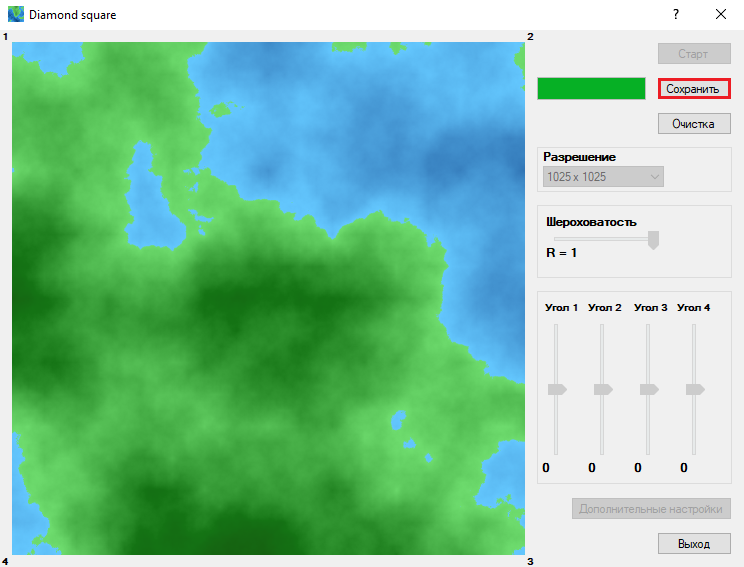 Diamond square
1
2
Старт
Сохранить
Очистка
Разрешение
1025 x 1025
Шероховатость
R = 1
Угол 1 Угол 2 Угол 3 Угол 4
0 0 0 0
Дополнительные настройки
Выход
4
3